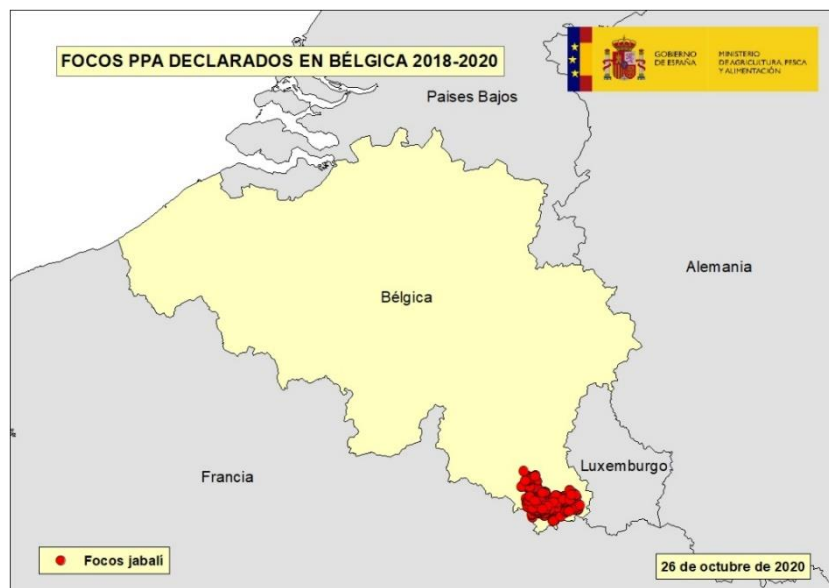 FOCOS PPA DECLARADOS EN BÉLGICA 2018-2020
GOBIERNO
DE ESPAÑA
MINISTERIO
DE AGRICULTURA, PESCA
Y ALIMENTACIÓN
Paises Bajos
Alemania
Bélgica
Francia
Luxemburgo
Focos jabalí
26 de octubre de 2020